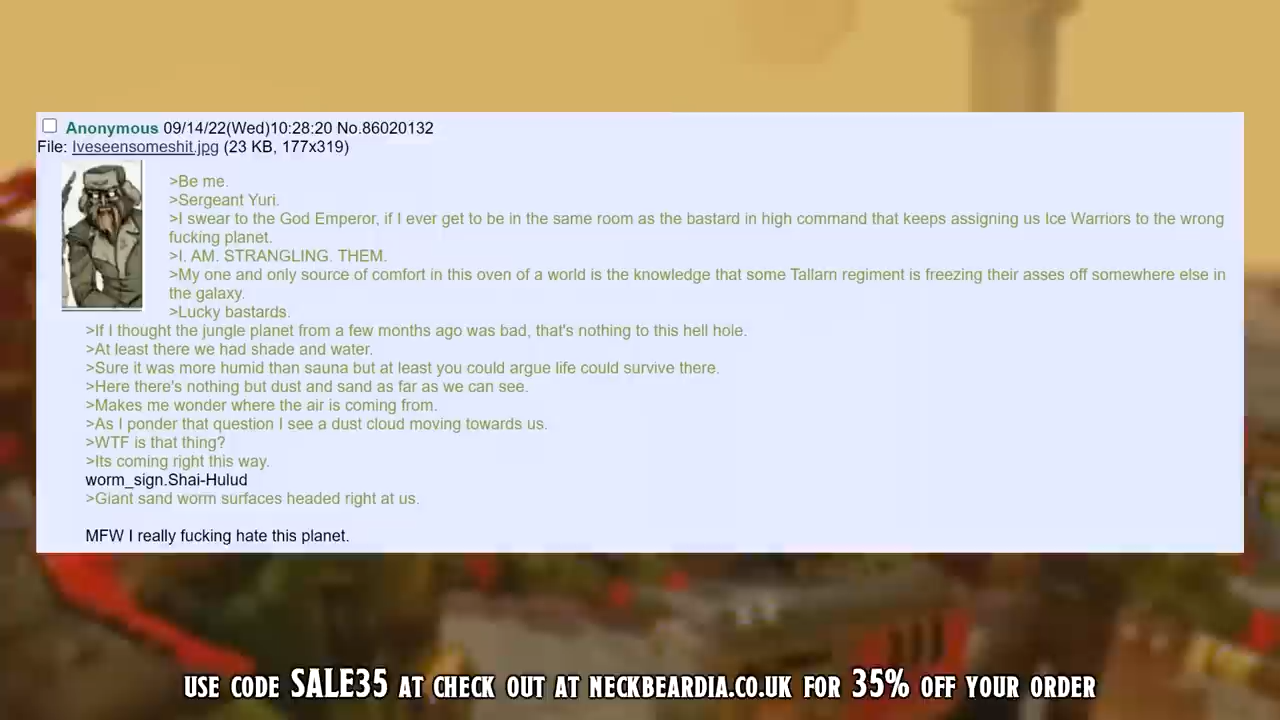 Anonymous 09/14/22(Wed)10:28:20 No.86020132
File: Iveseensomeshit.jpg (23 KB, 177x319)
>Be me.
>Sergeant Yuri.
>I swear to the God Emperor, if I ever get to be in the same room as the bastard in high command that keeps assigning us Ice Warriors to the wrong
fucking planet.
>I. AM. STRANGLING. THEM.
>My one and only source of comfort in this oven of a world is the knowledge that some Tallarn regiment is freezing their asses off somewhere else in
the galaxy.
>Lucky bastards.
>If I thought the jungle planet from a few months ago was bad, that's nothing to this hell hole.
>At least there we had shade and water.
>Sure it was more humid than sauna but at least you could argue life could survive there.
>Here there's nothing but dust and sand as far as we can see.
>Makes me wonder where the air is coming from.
>As I ponder that question I see a dust cloud moving towards us.
>WTF is that thing?
>Its coming right this way.
worm_sign.Shai-Hulud
>Giant sand worm surfaces headed right at us.
MFW I really fucking hate this planet.
USE CODE SALE35 AT CHECK OUT AT NECKBEARDIA.CO.UK FOR 35% OFF YOUR ORDER